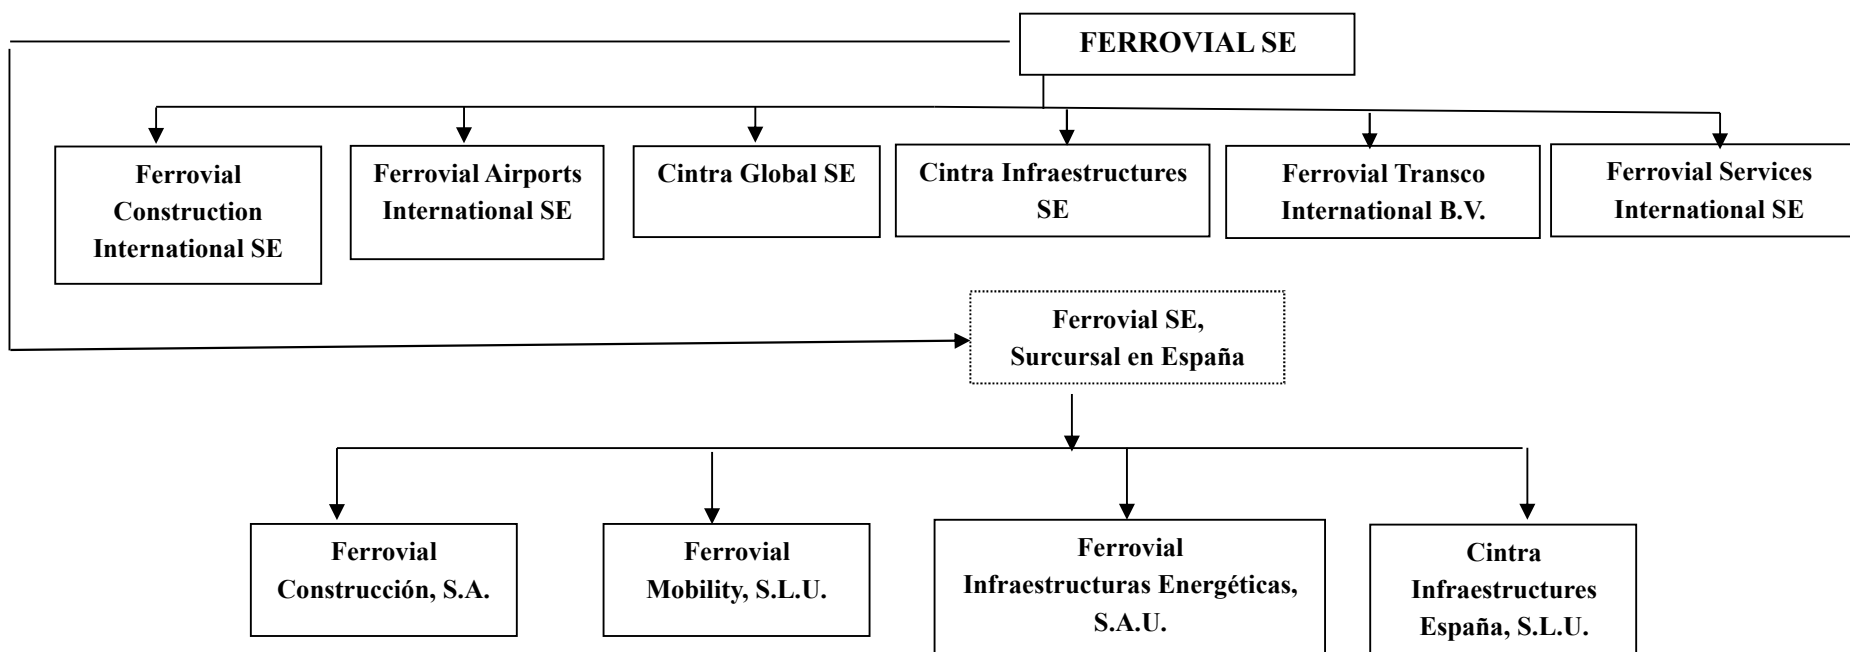 FERROVIAL SE
Ferrovial
Construction
International SE
Ferrovial Airports
International SE
Cintra Global SE
Cintra Infraestructures
SE
Ferrovial Transco
International B.V.
Ferrovial Services
International SE
Ferrovial SE,
Surcursal en España
Ferrovial
Construcción, S.A.
Ferrovial
Mobility, S.L.U.
Ferrovial
Infraestructuras Energéticas,
S.A.U.
Cintra
Infraestructures
España, S.L.U.